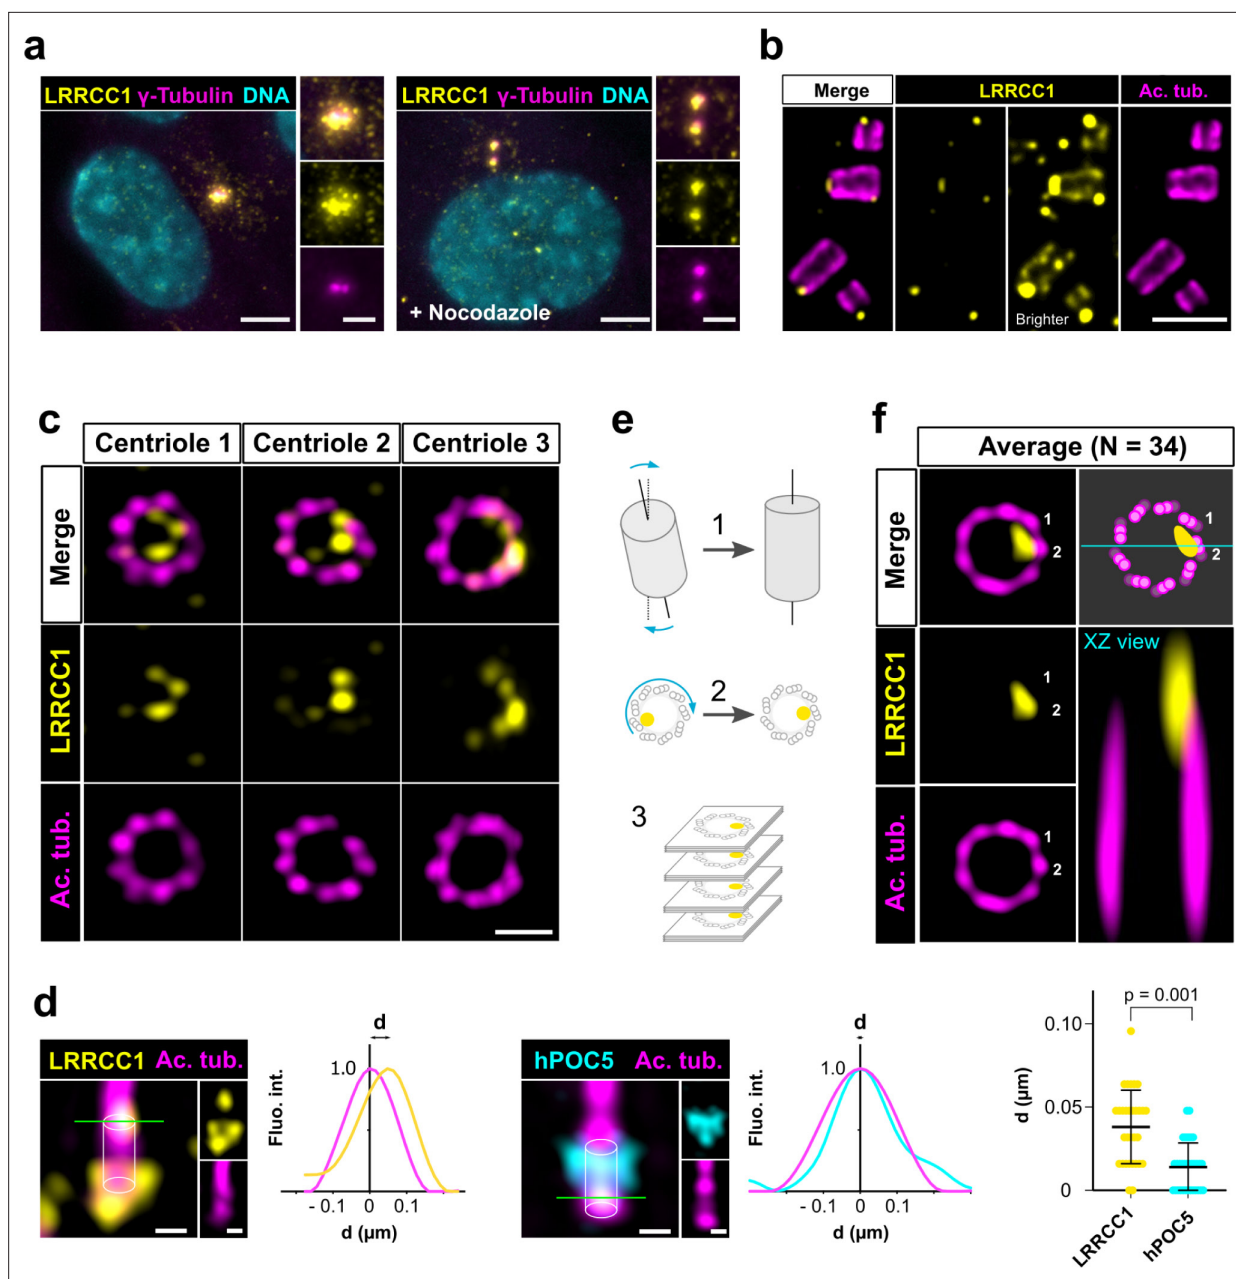 a
LRRCC1 γ-Tubulin DNA
LRRCC1 γ-Tubulin DNA
+ Nocodazole
b
Merge
LRRCC1
Ac. tub.
Brighter
c
Centriole 1
Centriole 2
Centriole 3
Merge
LRRCC1
Ac. tub.
e
1
2
3
f
Average (N = 34)
Merge
1
2
1
2
LRRCC1
1
2
XZ view
Ac. tub.
1
2
d
LRRCC1 Ac. tub.
d
1.0
Fluo. int.
- 0.1 0 0.1
d (µm)
hPOC5 Ac. tub.
d
1.0
Fluo. int.
- 0.1 0 0.1
d (µm)
p = 0.001
0.10
0.05
0
d (µm)
LRRCC1
hPOC5